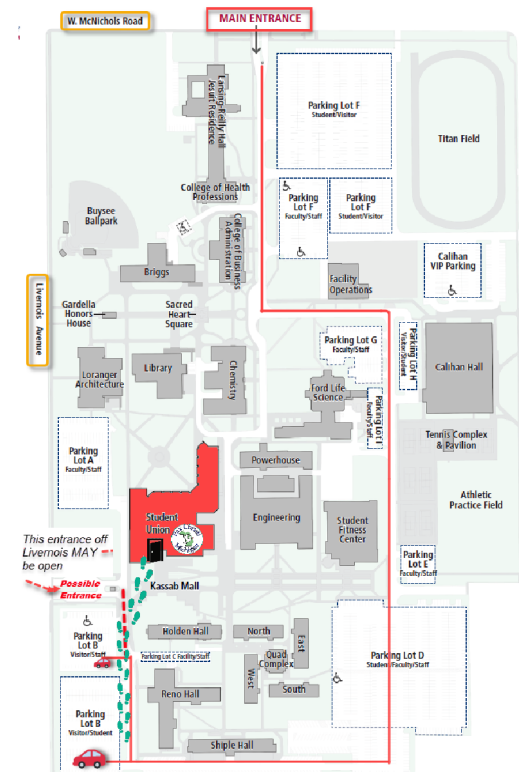 W. McNichols Road
MAIN ENTRANCE
Lansing-Reilly Hall
Jesuit Residence
Parking Lot F
Student/Visitor
Titan Field
College of Health
Professions
Parking
Lot F
Faculty/Staff
Parking
Lot F
Student/Visitor
Buysee
Ballpark
College of Business
Administration
Calihan
VIP Parking
Briggs
Facility
Operations
Livernois Avenue
Gardella
Honors
House
Sacred
Heart
Square
Parking Lot G
Faculty/Staff
Parking Lot H
Visitor/Student
Calihan Hall
Loranger
Architecture
Library
Chemistry
Ford Life
Science
Parking Lot I
Faculty/Staff
Tennis Complex
& Pavilion
Parking
Lot A
Faculty/Staff
Powerhouse
Athletic
Practice Field
Student
Union
Engineering
Student
Fitness
Center
This entrance off
Livernois MAY
be open
Parking
Lot E
Faculty/Staff
Possible
Entrance
Kassab Mall
Parking
Lot B
Visitor/Staff
Holden Hall
North
East
Parking Lot C Faculty/Staff
Quad
Complex
Parking Lot D
Student/Faculty/Staff
West
Reno Hall
South
Parking
Lot B
Visitor/Student
Shiple Hall